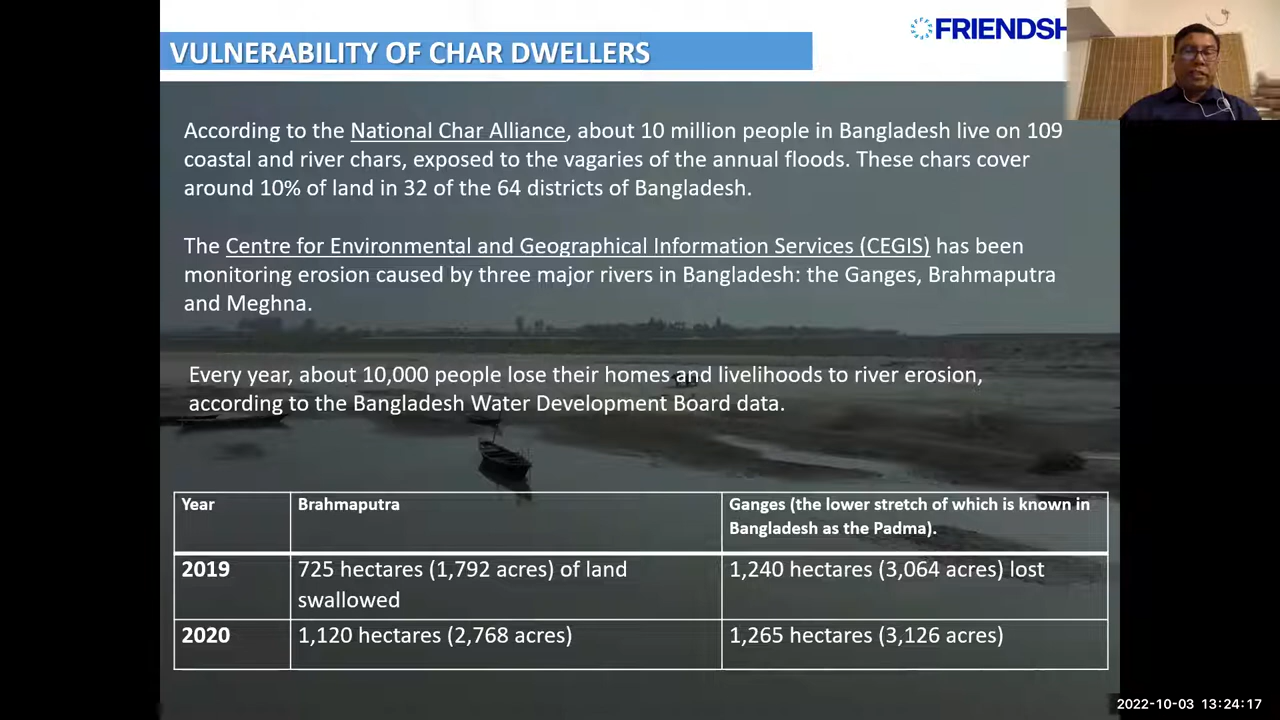 FRIENDSH
VULNERABILITY OF CHAR DWELLERS
According to the National Char Alliance, about 10 million people in Bangladesh live on 109
coastal and river chars, exposed to the vagaries of the annual floods. These chars cover
around 10% of land in 32 of the 64 districts of Bangladesh.
The Centre for Environmental and Geographical Information Services (CEGIS) has been
monitoring erosion caused by three major rivers in Bangladesh: the Ganges, Brahmaputra
and Meghna.
Every year, about 10,000 people lose their homes and livelihoods to river erosion,
according to the Bangladesh Water Development Board data.
Year Brahmaputra Ganges (the lower stretch of which is known in
Bangladesh as the Padma).
2019 725 hectares (1,792 acres) of land 1,240 hectares (3,064 acres) lost
swallowed
2020 1,120 hectares (2,768 acres) 1,265 hectares (3,126 acres)
2022-10-03 13:24:17